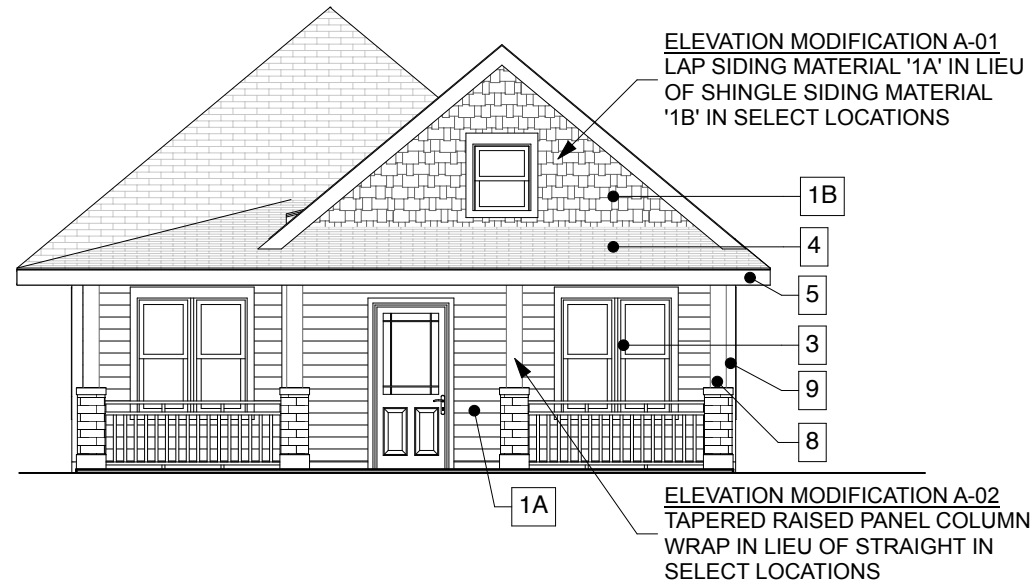 ELEVATION MODIFICATION A-01
LAP SIDING MATERIAL '1A' IN LIEU
OF SHINGLE SIDING MATERIAL
'1B' IN SELECT LOCATIONS
1B
4
5
3
9
8
1A
ELEVATION MODIFICATION A-02
TAPERED RAISED PANEL COLUMN
WRAP IN LIEU OF STRAIGHT IN
SELECT LOCATIONS